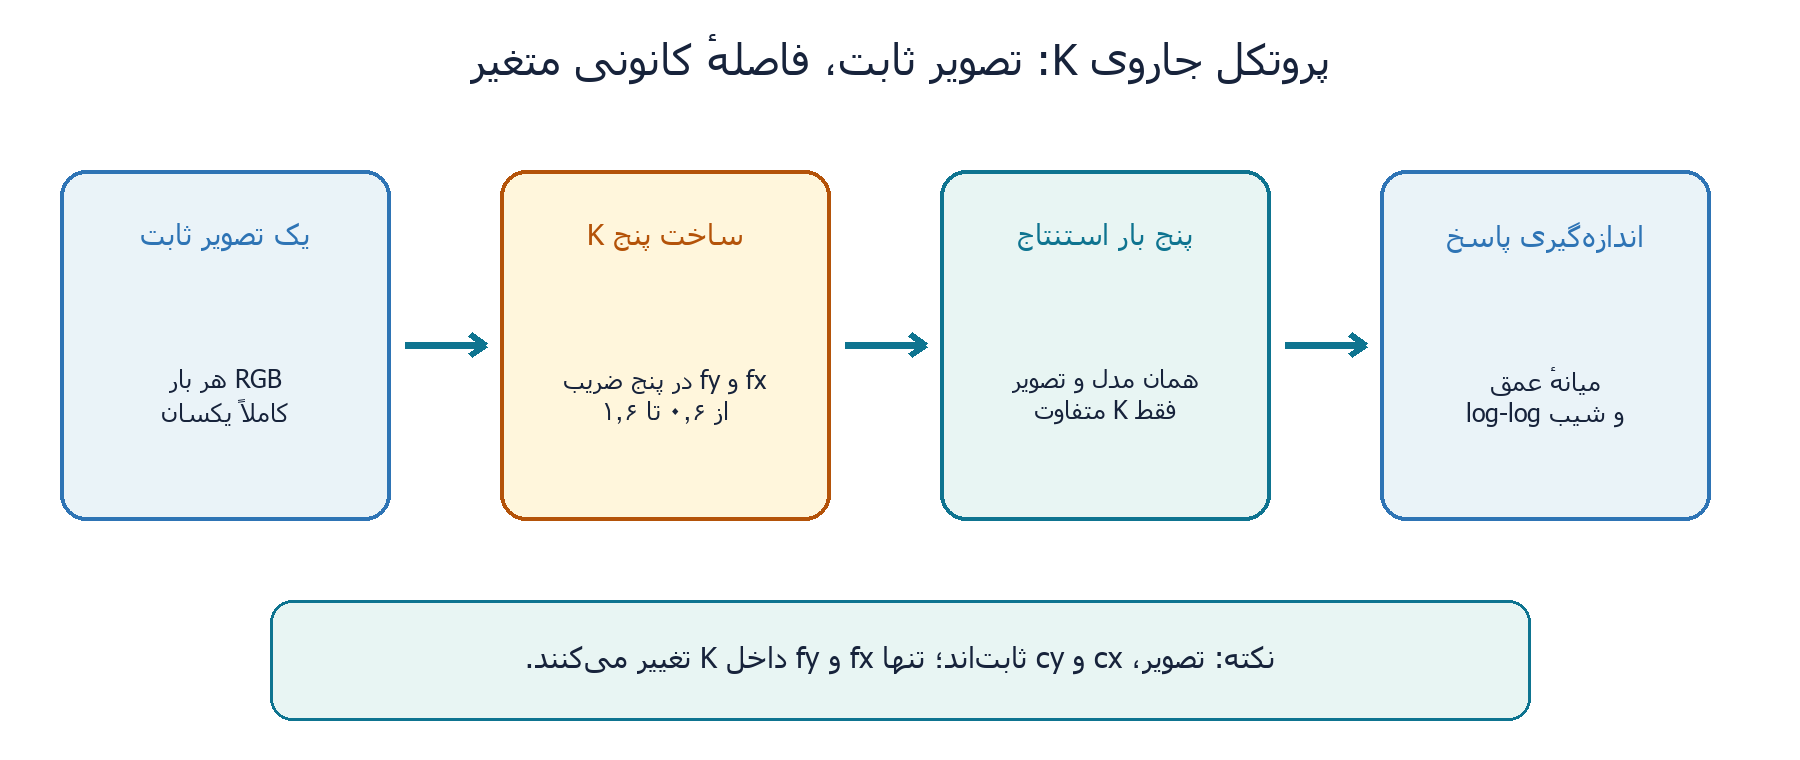 پروتکل جاروی K: تصویر ثابت، فاصلهٔ کانونی متغیر
یک تصویر ثابت
هر بار RGB
کاملاً یکسان
ساخت پنج K
fx و fy در پنج ضریب
از ۰٫۶ تا ۱٫۶
پنج بار استنتاج
همان مدل و تصویر
فقط K متفاوت
اندازه‌گیری پاسخ
میانهٔ عمق
و شیب log-log
نکته: تصویر، cx و cy ثابت‌اند؛ تنها fx و fy داخل K تغییر می‌کنند.